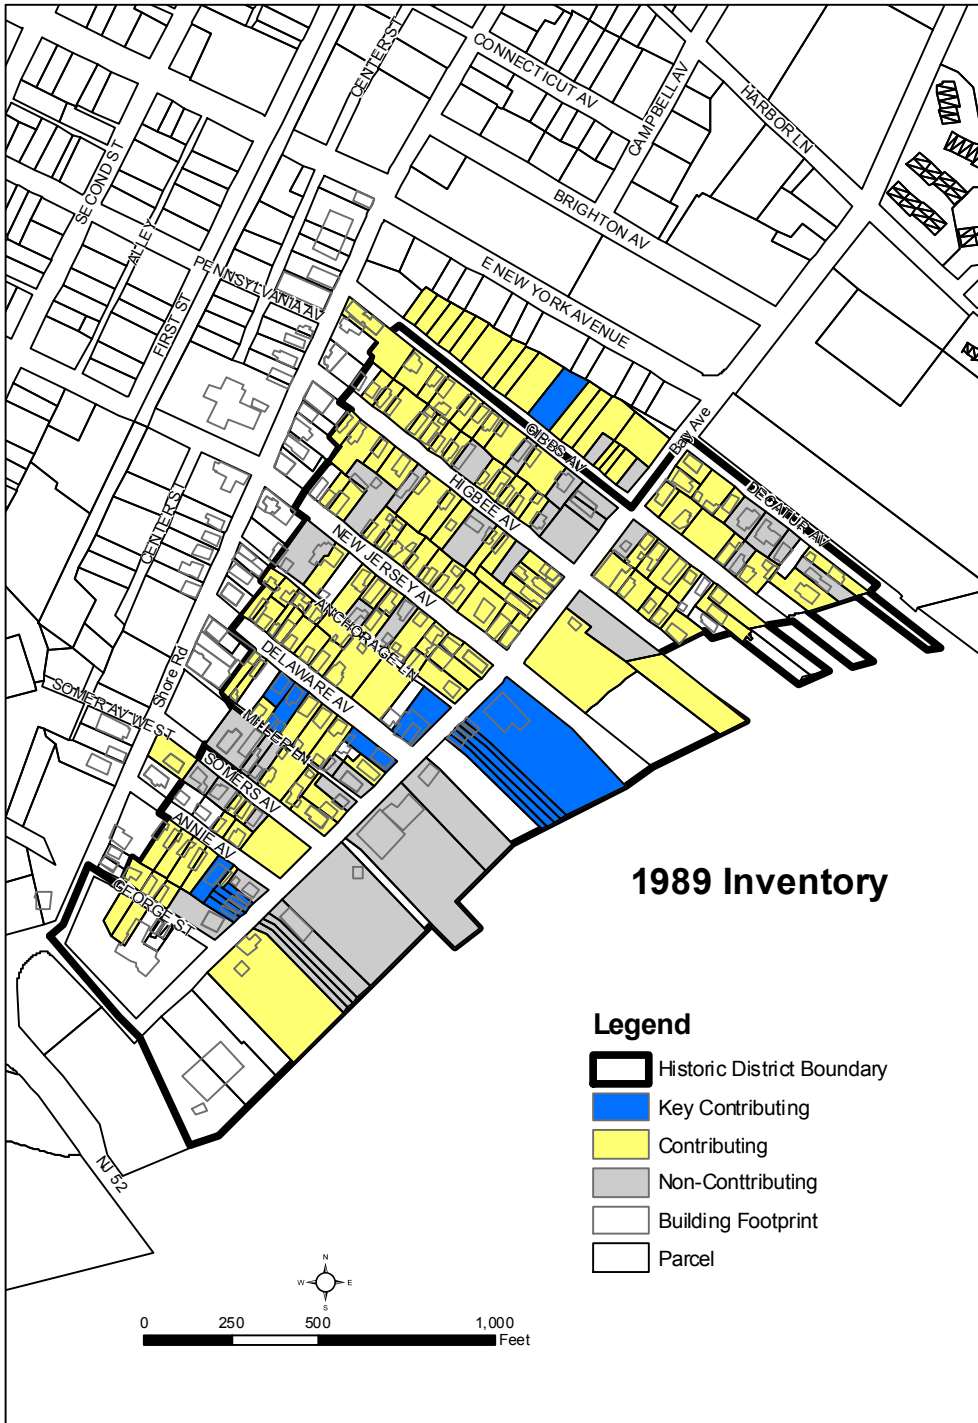 CENTER ST
CONNECTICUT AV
CAMPBELL AV
HARBOR LN
SECOND ST
ALLEY
BRIGHTON AV
PENNSYLVANIA AV
E NEW YORK AVENUE
FIRST ST
Bay Ave
GIBBS AV
DECATUR AV
HIGBEE AV
CENTER ST
NEW JERSEY AV
ANCHORAGE LN
DELAWARE AV
Shore Rd
SOMER AV WEST
MILLER LN
SOMERS AV
ANNIE AV
GEORGE ST
1989 Inventory
NJ 52
Legend
Historic District Boundary
Key Contributing
Contributing
Non-Conttributing
Building Footprint
Parcel
N
W E
S
0 250 500 1,000
Feet